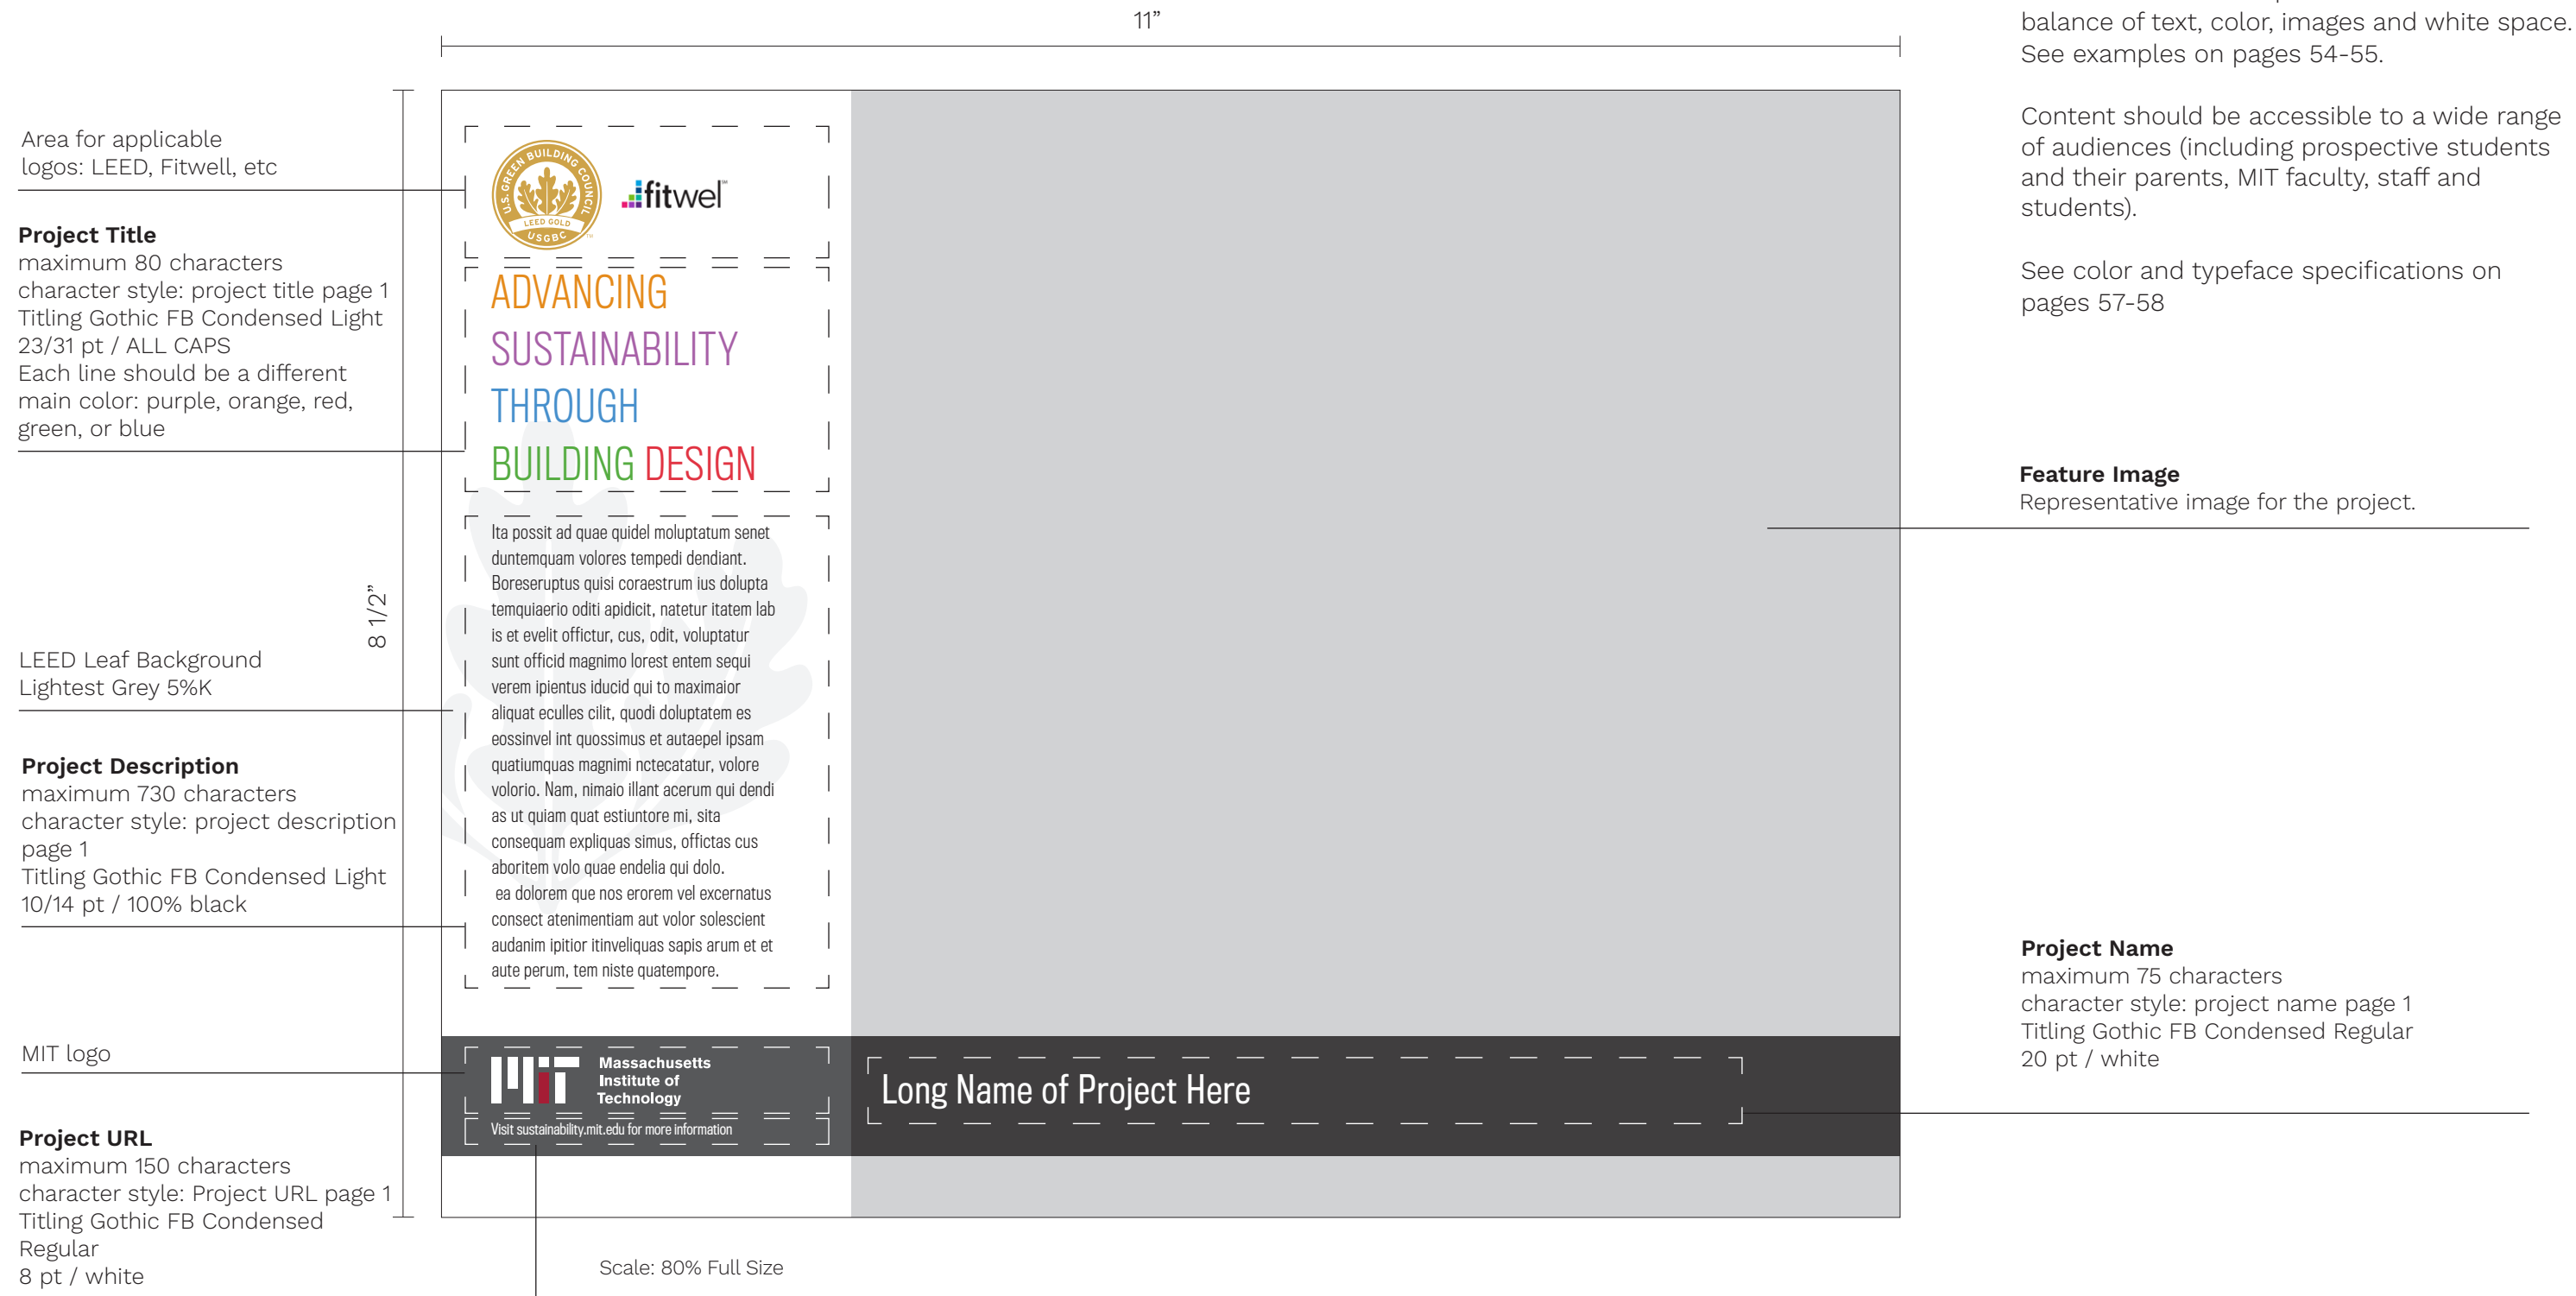 11”
balance of text, color, images and white space.
See examples on pages 54-55.
Content should be accessible to a wide range
of audiences (including prospective students
and their parents, MIT faculty, staff and
students).
See color and typeface specifications on
pages 57-58
Area for applicable
logos: LEED, Fitwell, etc
Project Title
maximum 80 characters
character style: project title page 1
Titling Gothic FB Condensed Light
23/31 pt / ALL CAPS
Each line should be a different
main color: purple, orange, red,
green, or blue
8 1/2”
LEED Leaf Background
Lightest Grey 5%K
Project Description
maximum 730 characters
character style: project description
page 1
Titling Gothic FB Condensed Light
10/14 pt / 100% black
MIT logo
Project URL
maximum 150 characters
character style: Project URL page 1
Titling Gothic FB Condensed
Regular
8 pt / white
U.S. GREEN BUILDING COUNCIL
LEED GOLD
USGBC
TM
fitwel™
ADVANCING
SUSTAINABILITY
THROUGH
BUILDING DESIGN
Ita possit ad quae quidel moluptatum senet
duntemquam volores tempedi dendiant.
Boreseruptus quisi coraestrum ius dolupta
temquiaerio oditi apidicit, natetur itatem lab
is et evelit offictur, cus, odit, voluptatur
sunt officid magnimo lorest entem sequi
verem ipientus iducid qui to maximaior
aliquat eculles cilit, quodi doluptatem es
eossinvel int quossimus et autaepel ipsam
quatiumquas magnimi nctecatatur, volore
volorio. Nam, nimaio illant acerum qui dendi
as ut quiam quat estiuntore mi, sita
consequam expliquas simus, offictas cus
aboritem volo quae endelia qui dolo.
ea dolorem que nos erorem vel excernatus
consect atenimentiam aut volor solescient
audanim ipitior itinveliquas sapis arum et et
aute perum, tem niste quatempore.
MIT
Massachusetts
Institute of
Technology
Visit sustainability.mit.edu for more information
Long Name of Project Here
Feature Image
Representative image for the project.
Project Name
maximum 75 characters
character style: project name page 1
Titling Gothic FB Condensed Regular
20 pt / white
Scale: 80% Full Size